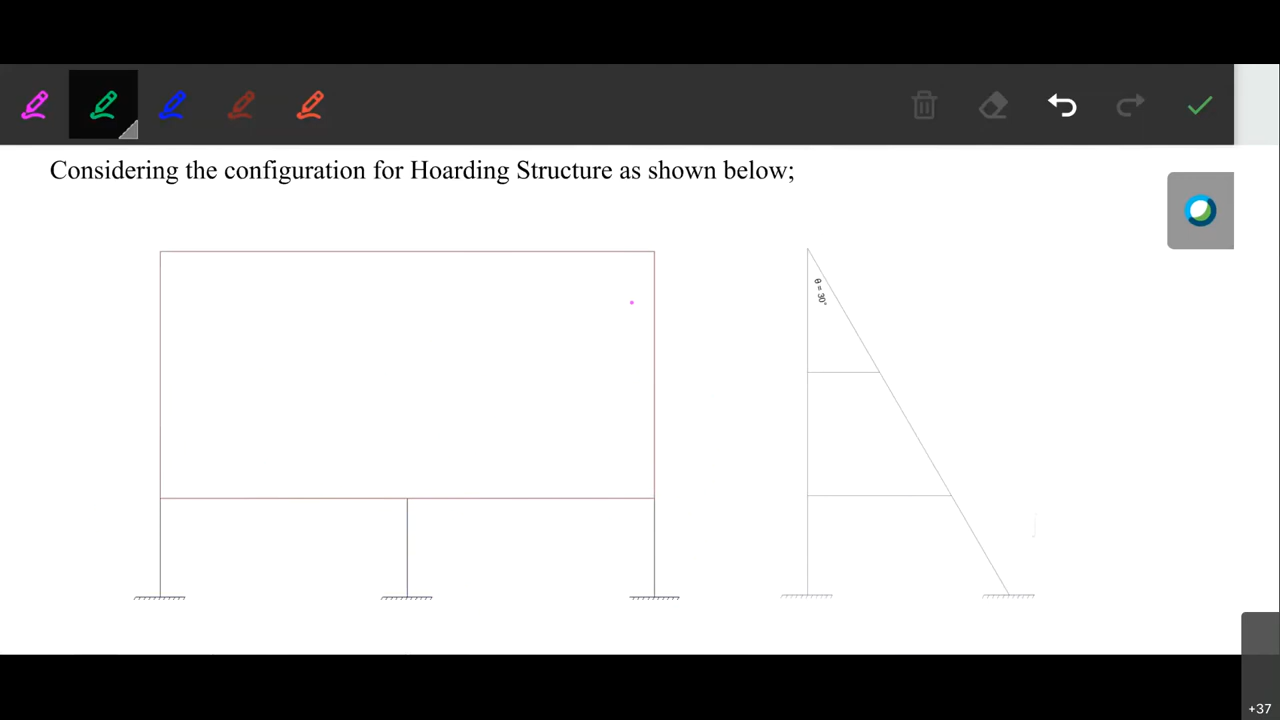 Considering the configuration for Hoarding Structure as shown below;
θ = 30°
+37